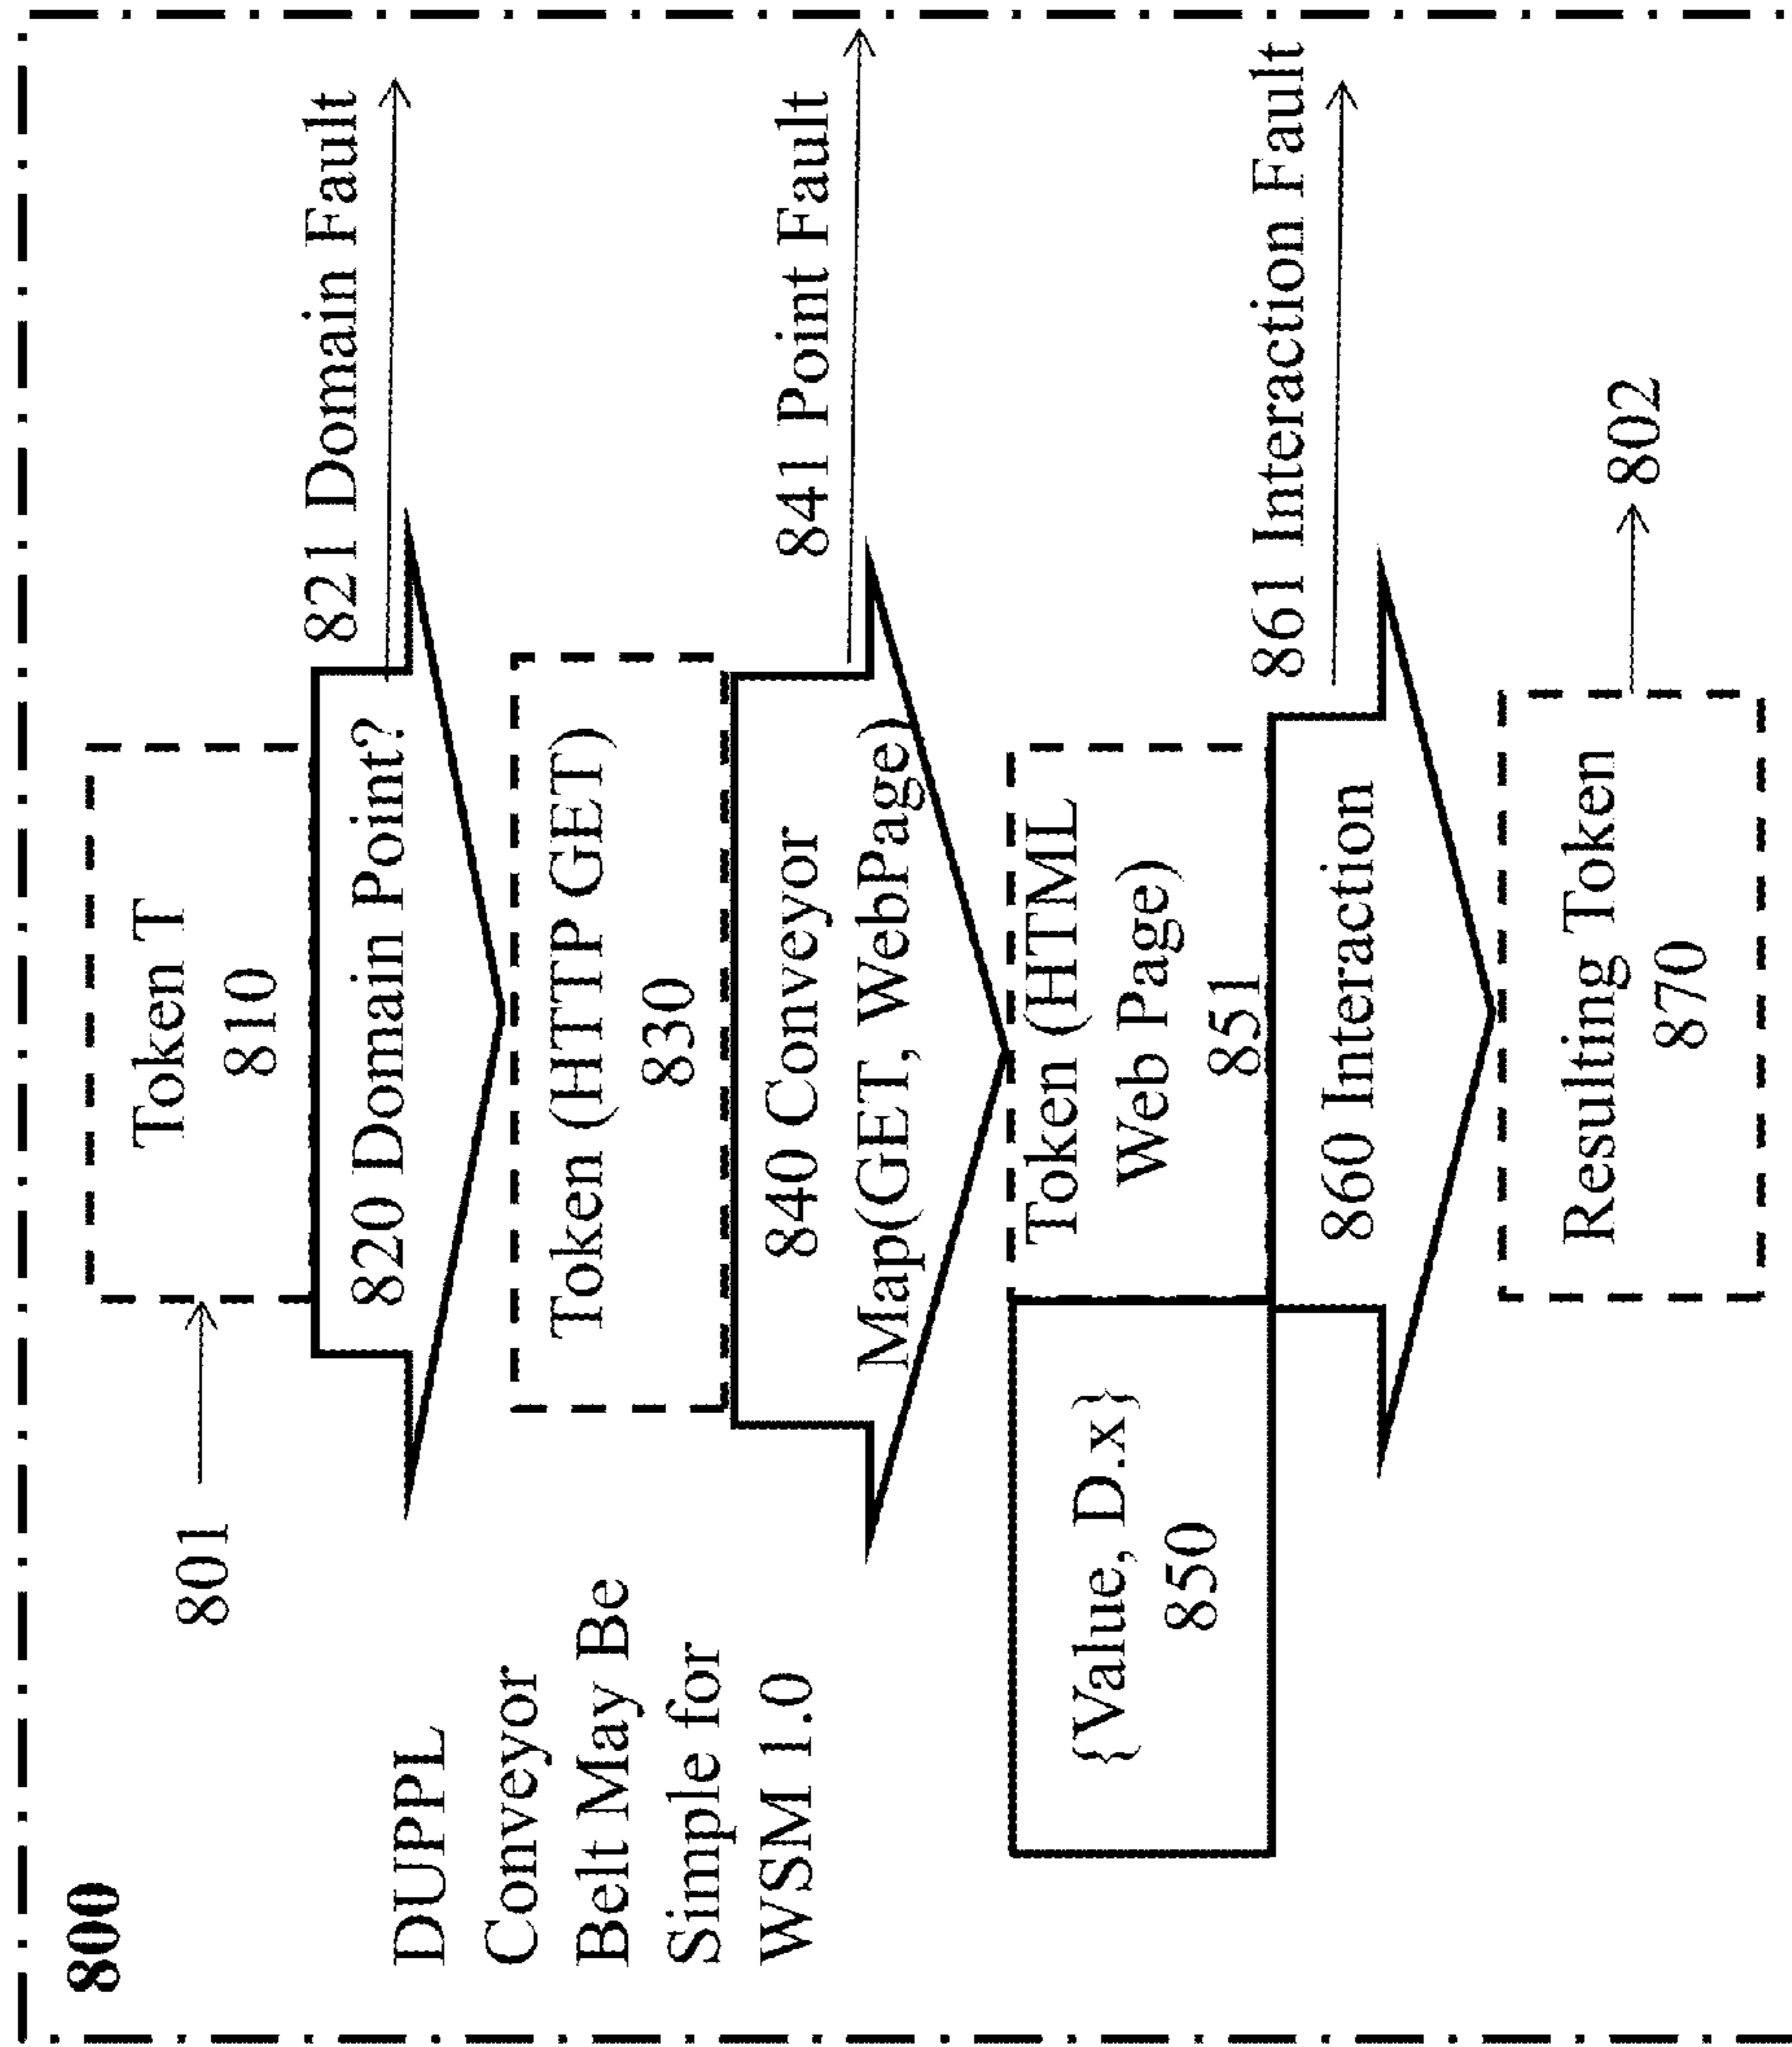 800
801
Token T
810
820 Domain Point?
821 Domain Fault
DUPPL
Conveyor
Belt May Be
Simple for
WSM 1.0
Token (HTTP GET)
830
840 Conveyor
Map(GET, WebPage)
841 Point Fault
{Value, D.x}
850
Token (HTML
Web Page)
851
860 Interaction
861 Interaction Fault
Resulting Token
870
802